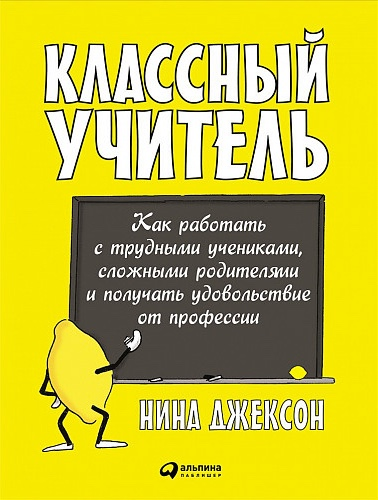 КЛАССНЫЙ
УЧИТЕЛЬ
Как работать
с трудными учениками,
сложными родителями
и получать удовольствие
от профессии
НИНА ДЖЕКСОН
альпина
ПАБЛИШЕР